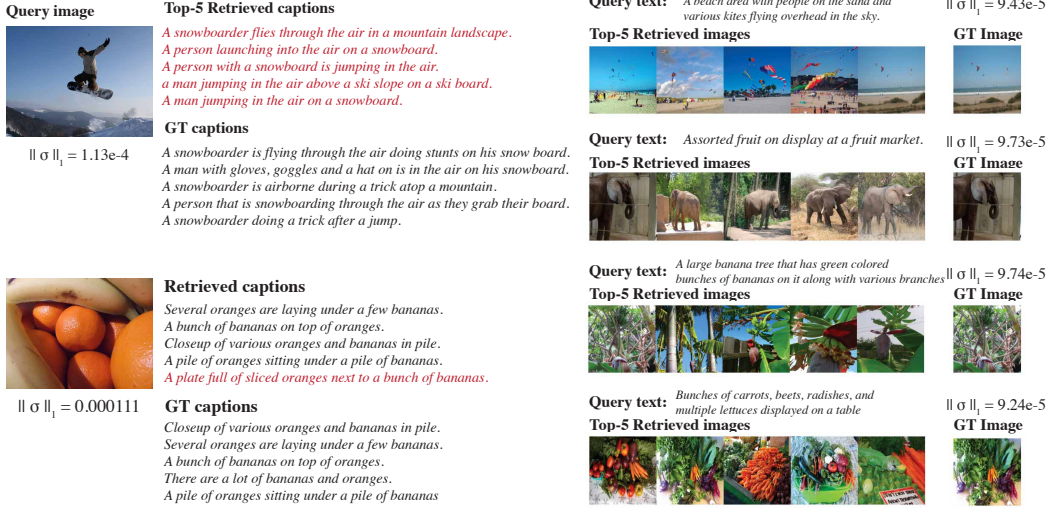 Query image
Top-5 Retrieved captions
A snowboarder flies through the air in a mountain landscape.
A person launching into the air on a snowboard.
A person with a snowboard is jumping in the air.
a man jumping in the air above a ski slope on a ski board.
A man jumping in the air on a snowboard.
GT captions
|| σ ||₁ = 1.13e-4
A snowboarder is flying through the air doing stunts on his snow board.
A man with gloves, goggles and a hat on is in the air on his snowboard.
A snowboarder is airborne during a trick atop a mountain.
A person that is snowboarding through the air as they grab their board.
A snowboarder doing a trick after a jump.
Retrieved captions
Several oranges are laying under a few bananas.
A bunch of bananas on top of oranges.
Closeup of various oranges and bananas in pile.
A pile of oranges sitting under a pile of bananas.
A plate full of sliced oranges next to a bunch of bananas.
|| σ ||₁ = 0.000111
GT captions
Closeup of various oranges and bananas in pile.
Several oranges are laying under a few bananas.
A bunch of bananas on top of oranges.
There are a lot of bananas and oranges.
A pile of oranges sitting under a pile of bananas
Query text: A beach area with people on the sand and
various kites flying overhead in the sky.
|| σ ||₁ = 9.43e-5
Top-5 Retrieved images
GT Image
Query text: Assorted fruit on display at a fruit market.
|| σ ||₁ = 9.73e-5
Top-5 Retrieved images
GT Image
Query text: A large banana tree that has green colored
bunches of bananas on it along with various branches
|| σ ||₁ = 9.74e-5
Top-5 Retrieved images
GT Image
Query text: Bunches of carrots, beets, radishes, and
multiple lettuces displayed on a table
|| σ ||₁ = 9.24e-5
Top-5 Retrieved images
GT Image